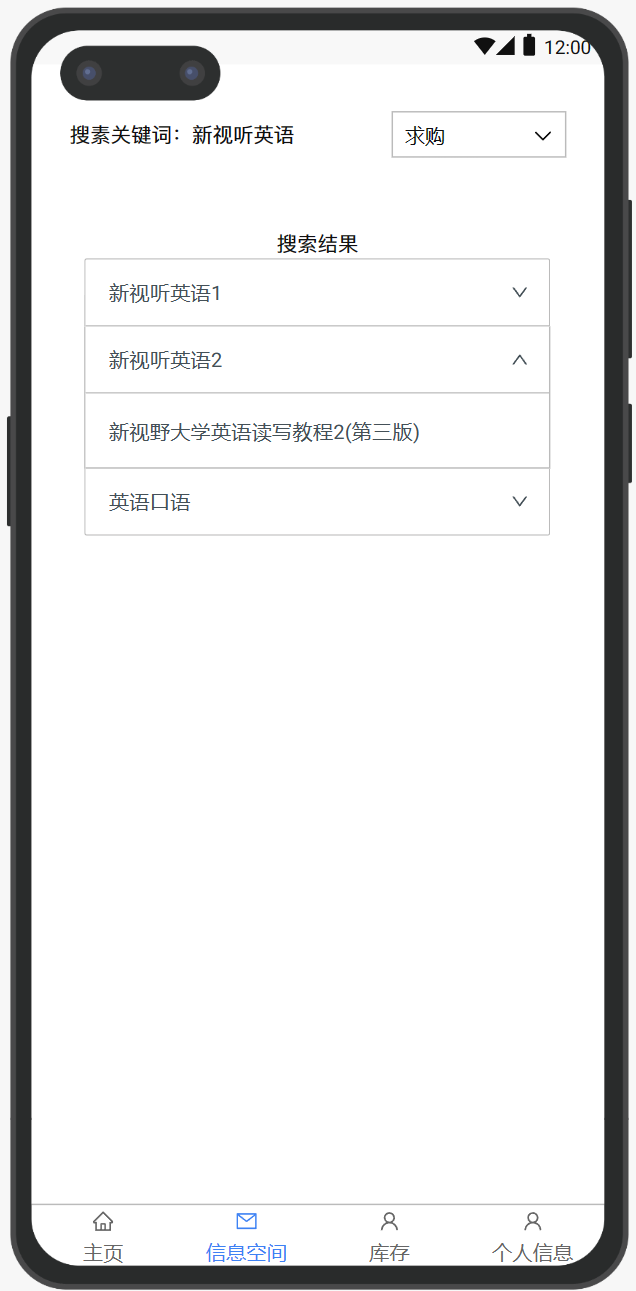 12:00
搜素关键词：新视听英语
求购
搜索结果
新视听英语1
新视听英语2
新视野大学英语读写教程2(第三版)
英语口语
主页
信息空间
库存
个人信息